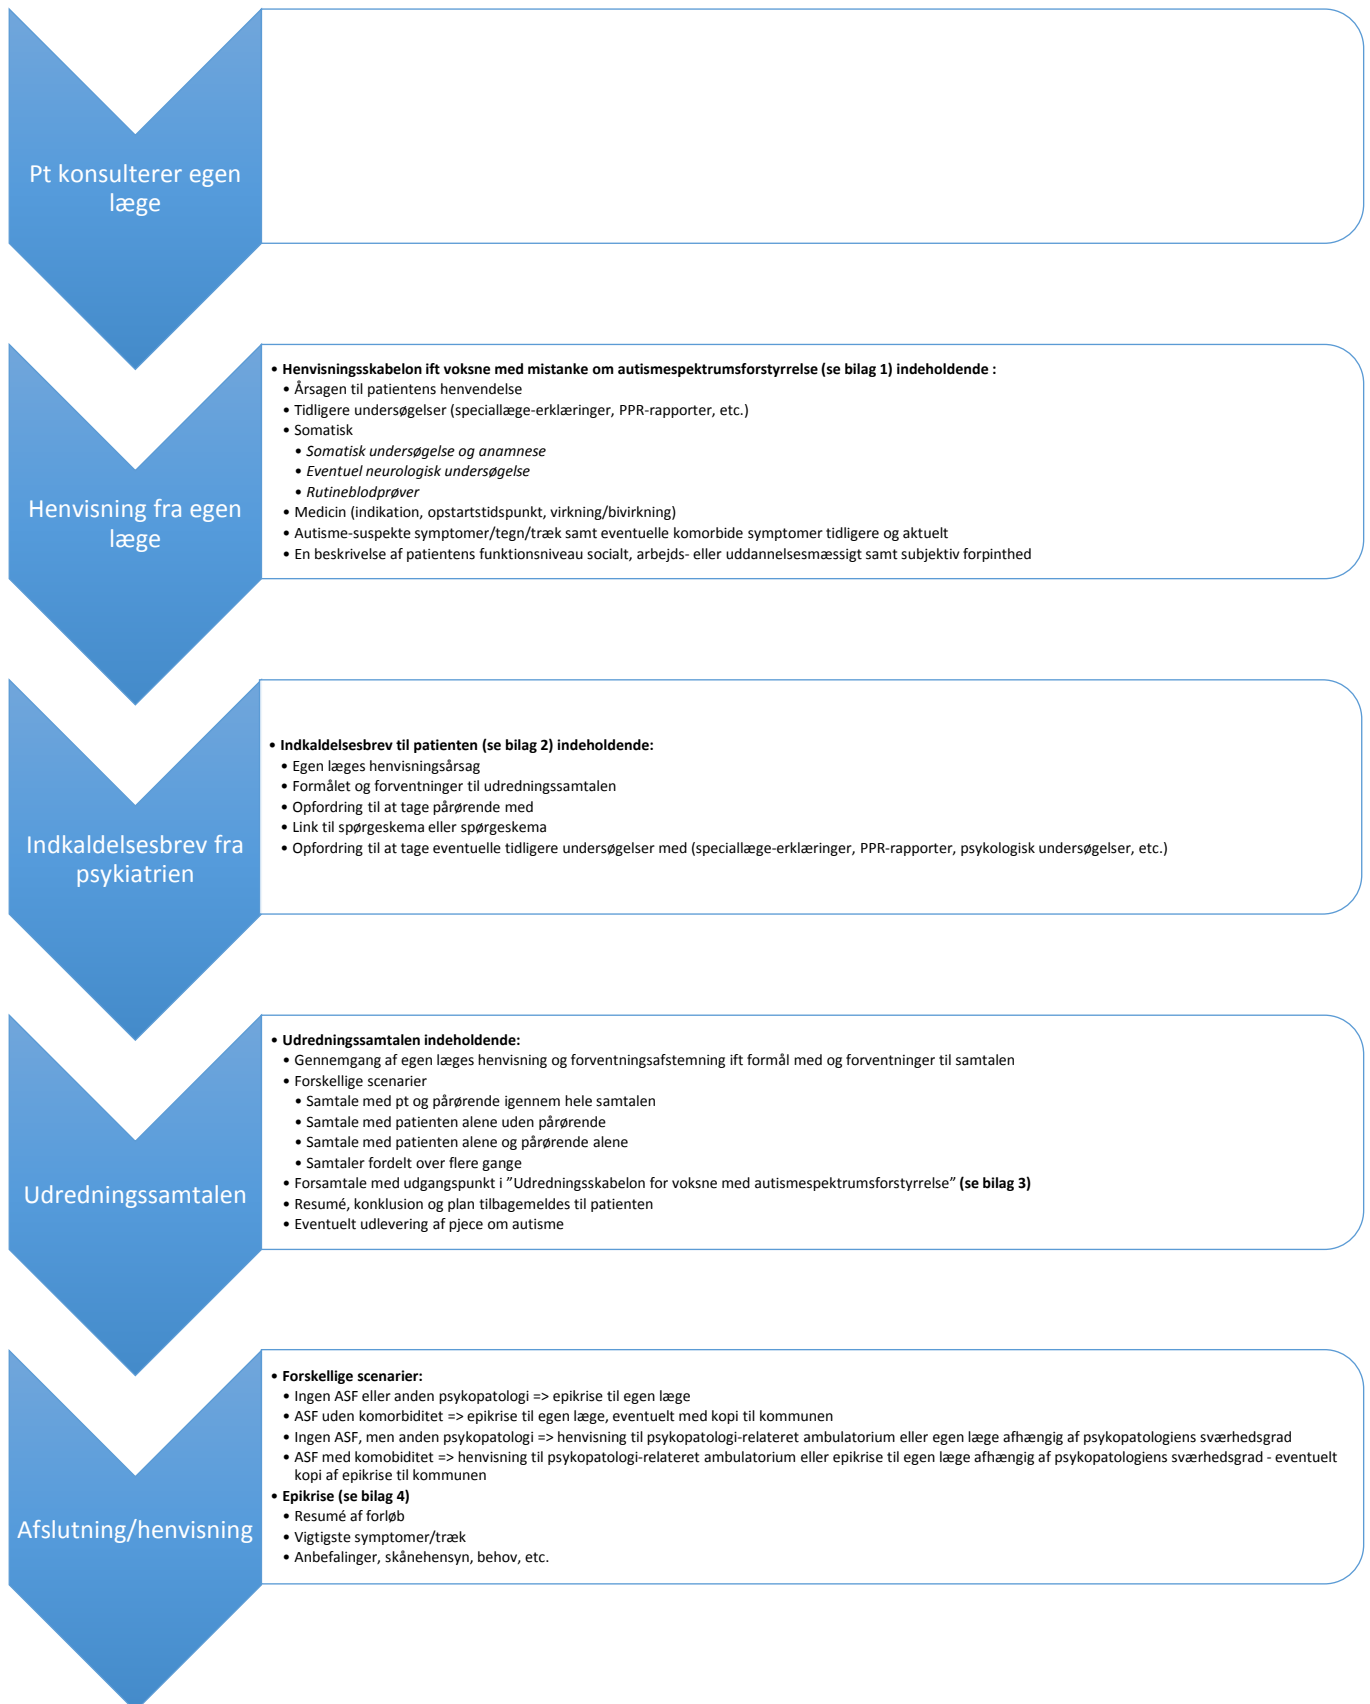 Pt konsulterer egen
læge
Henvisning fra egen
læge
• Henvisningsskabelon ift voksne med mistanke om autismespektrumsforstyrrelse (se bilag 1) indeholdende :
• Årsagen til patientens henvendelse
• Tidligere undersøgelser (speciallæge-erklæringer, PPR-rapporter, etc.)
• Somatisk
• Somatisk undersøgelse og anamnese
• Eventuel neurologisk undersøgelse
• Rutineblodprøver
• Medicin (indikation, opstartstidspunkt, virkning/bivirkning)
• Autisme-suspekte symptomer/tegn/træk samt eventuelle komorbide symptomer tidligere og aktuelt
• En beskrivelse af patientens funktionsniveau socialt, arbejds- eller uddannelsesmæssigt samt subjektiv forpinthed
Indkaldelsesbrev fra
psykiatrien
• Indkaldelsesbrev til patienten (se bilag 2) indeholdende:
• Egen læges henvisningsårsag
• Formålet og forventninger til udredningssamtalen
• Opfordring til at tage pårørende med
• Link til spørgeskema eller spørgeskema
• Opfordring til at tage eventuelle tidligere undersøgelser med (speciallæge-erklæringer, PPR-rapporter, psykologisk undersøgelser, etc.)
Udredningssamtalen
• Udredningssamtalen indeholdende:
• Gennemgang af egen læges henvisning og forventningsafstemning ift formål med og forventninger til samtalen
• Forskellige scenarier
• Samtale med pt og pårørende igennem hele samtalen
• Samtale med patienten alene uden pårørende
• Samtale med patienten alene og pårørende alene
• Samtaler fordelt over flere gange
• Forsamtale med udgangspunkt i ”Udredningsskabelon for voksne med autismespektrumsforstyrrelse” (se bilag 3)
• Resumé, konklusion og plan tilbagemeldes til patienten
• Eventuelt udlevering af pjece om autisme
Afslutning/henvisning
• Forskellige scenarier:
• Ingen ASF eller anden psykopatologi => epikrise til egen læge
• ASF uden komorbiditet => epikrise til egen læge, eventuelt med kopi til kommunen
• Ingen ASF, men anden psykopatologi => henvisning til psykopatologi-relateret ambulatorium eller egen læge afhængig af psykopatologiens sværhedsgrad
• ASF med komobiditet => henvisning til psykopatologi-relateret ambulatorium eller epikrise til egen læge afhængig af psykopatologiens sværhedsgrad - eventuelt
kopi af epikrise til kommunen
• Epikrise (se bilag 4)
• Resumé af forløb
• Vigtigste symptomer/træk
• Anbefalinger, skånehensyn, behov, etc.